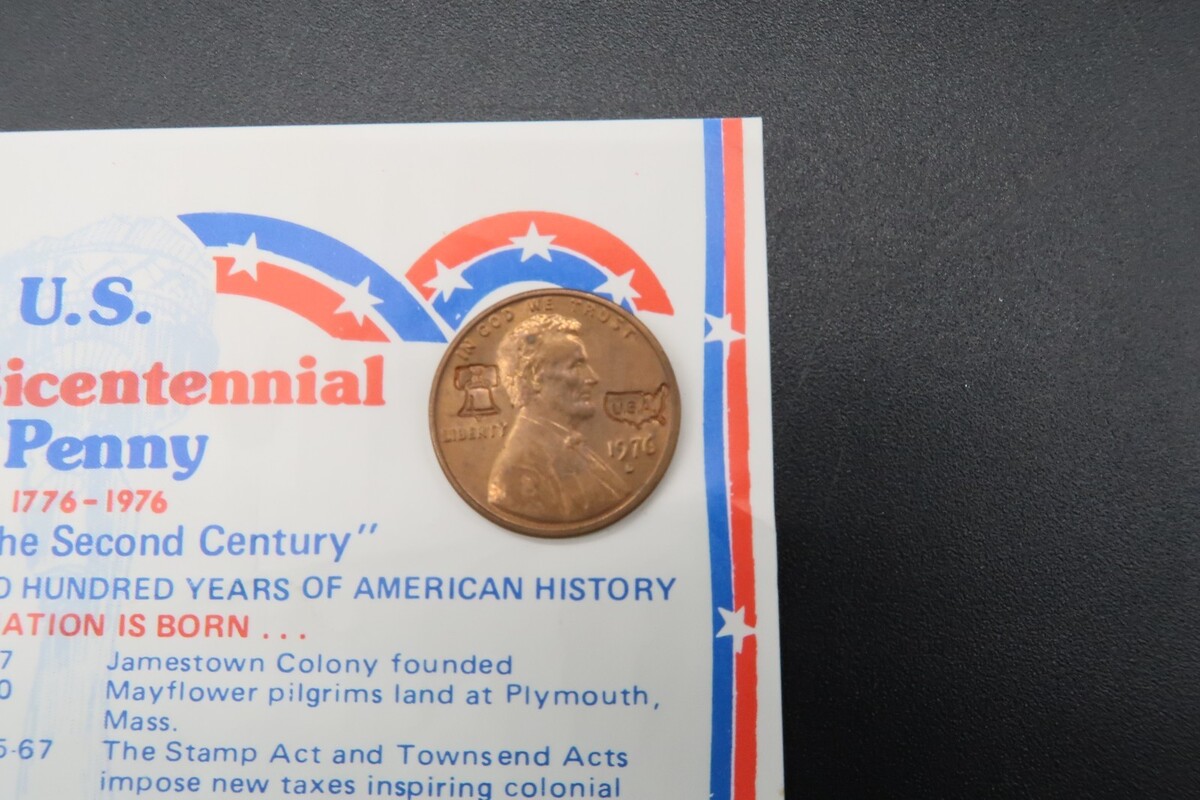 U.S.
Bicentennial
Penny
1776-1976
he Second Century”
O HUNDRED YEARS OF AMERICAN HISTORY
ATION IS BORN ...
7 Jamestown Colony founded
0 Mayflower pilgrims land at Plymouth,
Mass.
5-67 The Stamp Act and Townsend Acts
impose new taxes inspiring colonial
IN GOD WE TRUST
LIBERTY
U.S.A.
1976
D